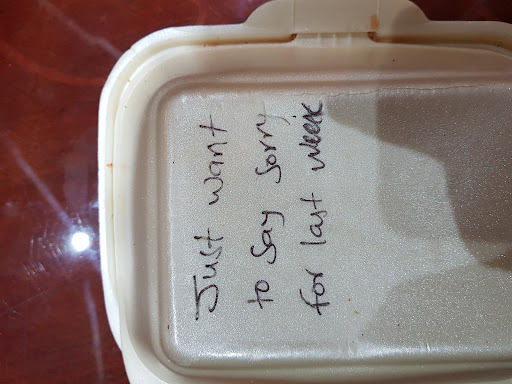 Just want
to say sorry
for last week